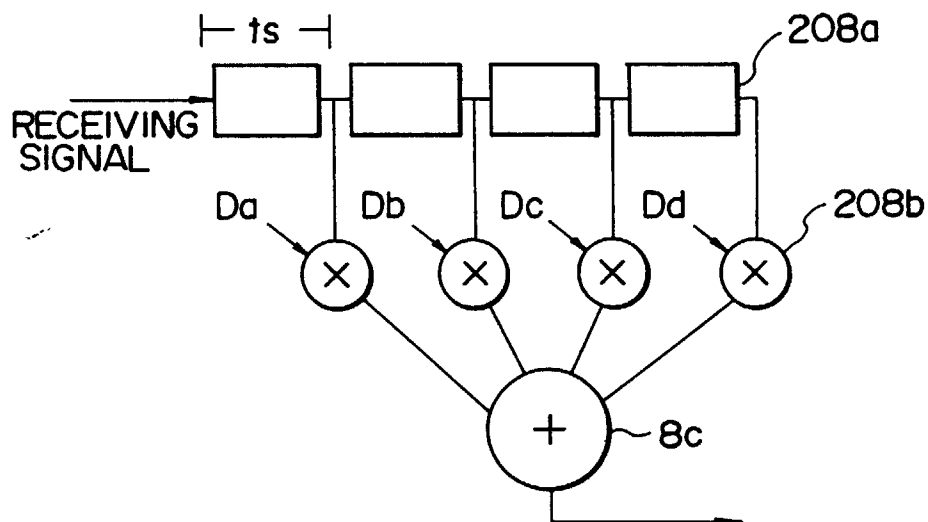 ts
208a
RECEIVING
SIGNAL
Da
Db
Dc
Dd
208b
×
×
×
×
+
8c